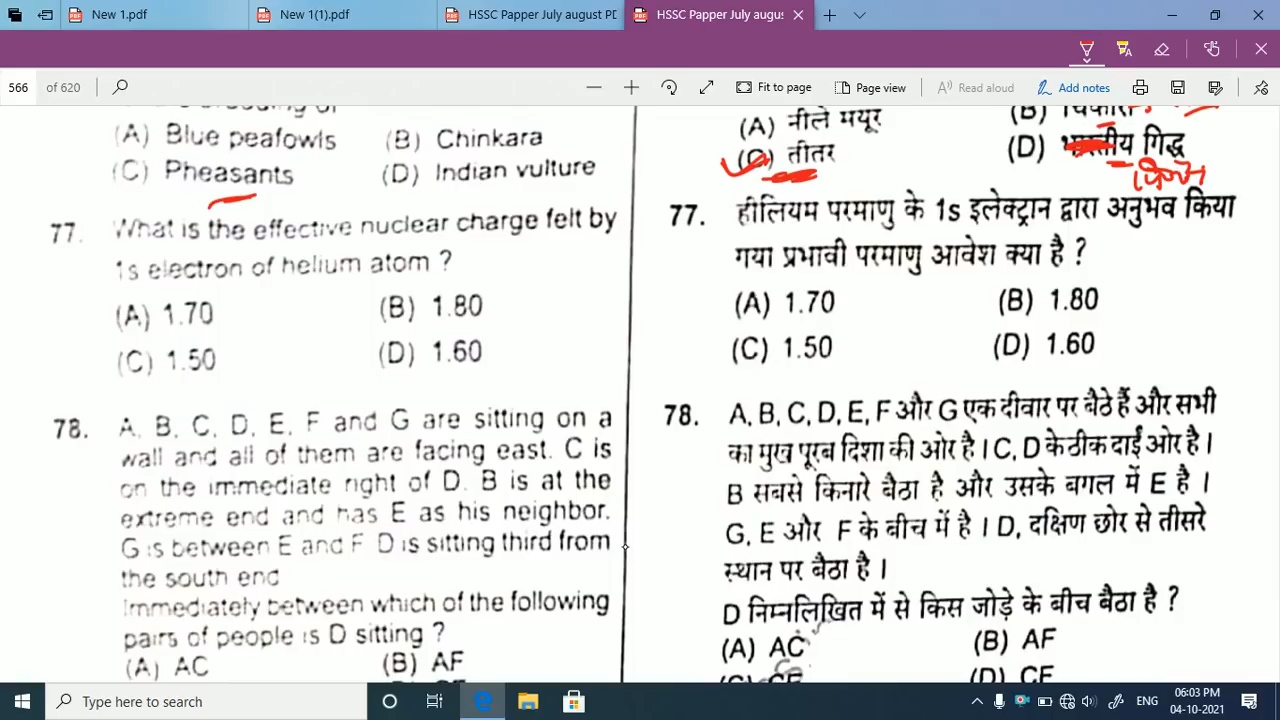 New 1.pdf
New 1(1).pdf
HSSC Papper July august PD
HSSC Papper July augus
566 of 620
Fit to page
Page view
Read aloud
Add notes
(A) Blue peafowls (B) Chinkara
(C) Pheasants (D) Indian vulture
77. What is the effective nuclear charge felt by
1s electron of helium atom ?
(A) 1.70 (B) 1.80
(C) 1.50 (D) 1.60
78. A, B, C, D, E, F and G are sitting on a
wall and all of them are facing east. C is
on the immediate right of D. B is at the
extreme end and has E as his neighbor.
G is between E and F. D is sitting third from
the south end
Immediately between which of the following
pairs of people is D sitting ?
(A) AC (B) AF
(A) नीले मयूर (B) चिंकारा
(C) तीतर (D) भारतीय गिद्ध
77. हीलियम परमाणु के 1s इलेक्ट्रान द्वारा अनुभव किया
गया प्रभावी परमाणु आवेश क्या है ?
(A) 1.70 (B) 1.80
(C) 1.50 (D) 1.60
78. A, B, C, D, E, F और G एक दीवार पर बैठे हैं और सभी
का मुख पूरब दिशा की ओर है। C, D के ठीक दाईं ओर है।
B सबसे किनारे बैठा है और उसके बगल में E है।
G, E और F के बीच में है। D, दक्षिण छोर से तीसरे
स्थान पर बैठा है।
D निम्नलिखित में से किस जोड़े के बीच बैठा है ?
(A) AC (B) AF
(C) CE (D) CF
Type here to search
ENG
06:03 PM
04-10-2021